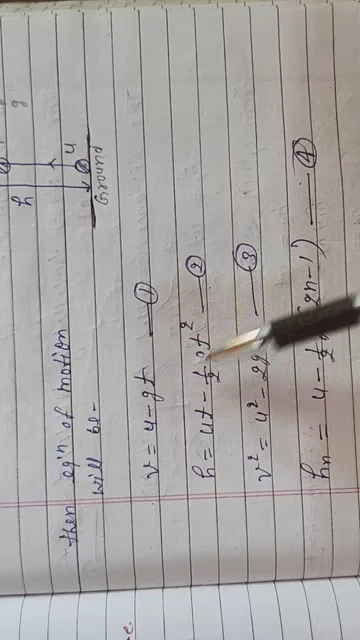 g
h
u
Ground
then eqn of motion
will be-
v = u - gt — ①
h = ut - 1/2 gt² — ②
v² = u² - 2g — ③
hn = u - 1/2 (2n-1) — ④